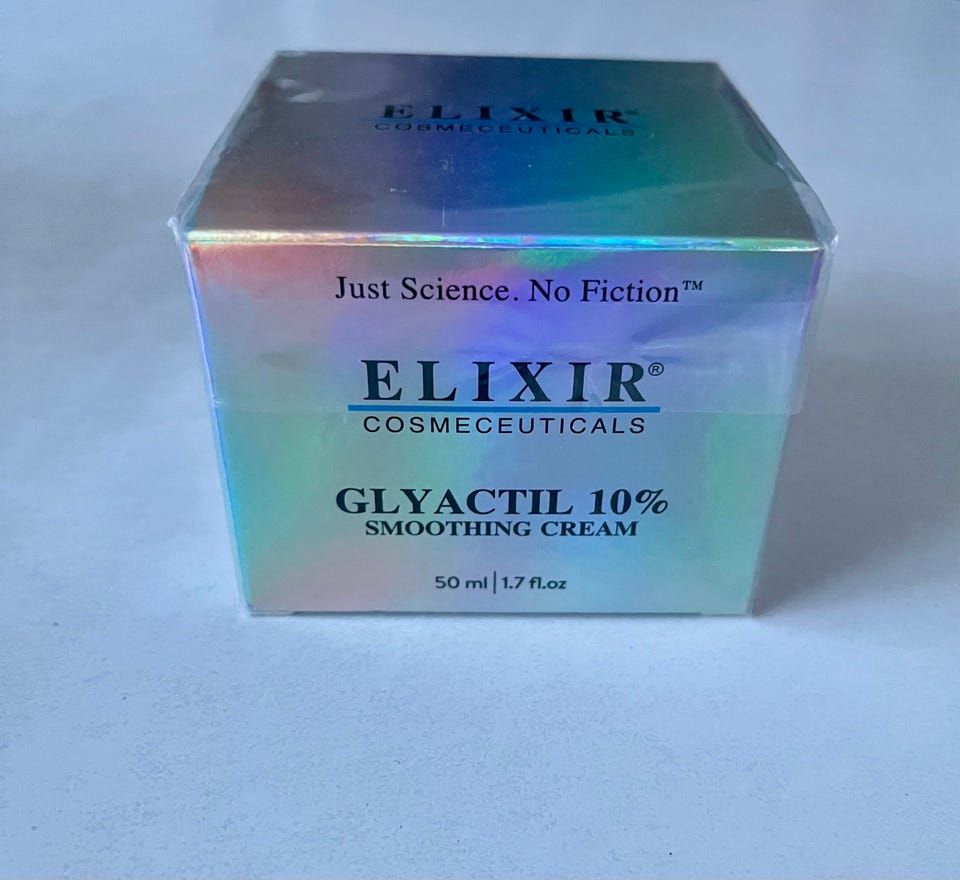 ELIXIR®
COSMECEUTICALS
Just Science. No Fiction™
ELIXIR®
COSMECEUTICALS
GLYACTIL 10%
SMOOTHING CREAM
50 ml | 1.7 fl.oz